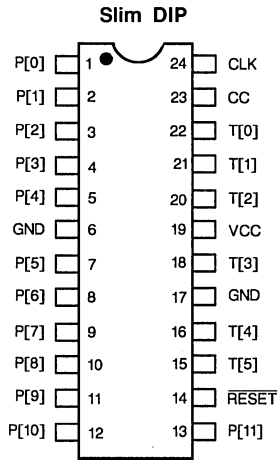 Slim DIP
P[0] 1 24 CLK
P[1] 2 23 CC
P[2] 3 22 T[0]
P[3] 4 21 T[1]
P[4] 5 20 T[2]
GND 6 19 VCC
P[5] 7 18 T[3]
P[6] 8 17 GND
P[7] 9 16 T[4]
P[8] 10 15 T[5]
P[9] 11 14 RESET
P[10] 12 13 P[11]